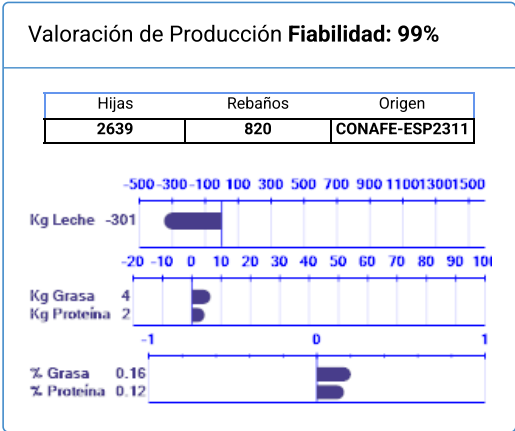 Valoración de Producción Fiabilidad: 99%
Hijas Rebaños Origen
2639 820 CONAFE-ESP2311
-500 -300 -100 100 300 500 700 900 1100 1300 1500
Kg Leche -301
-20 -10 0 10 20 30 40 50 60 70 80 90 10
Kg Grasa 4
Kg Proteína 2
-1 0 1
% Grasa 0.16
% Proteína 0.12